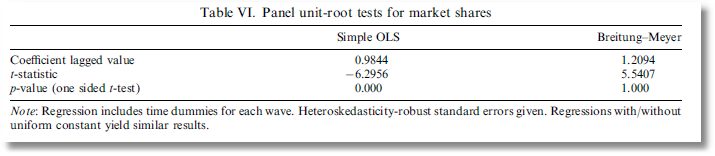 Table VI. Panel unit-root tests for market shares
Simple OLS Breitung–Meyer
Coefficient lagged value 0.9844 1.2094
t-statistic −6.2956 5.5407
p-value (one sided t-test) 0.000 1.000
Note: Regression includes time dummies for each wave. Heteroskedasticity-robust standard errors given. Regressions with/without
uniform constant yield similar results.